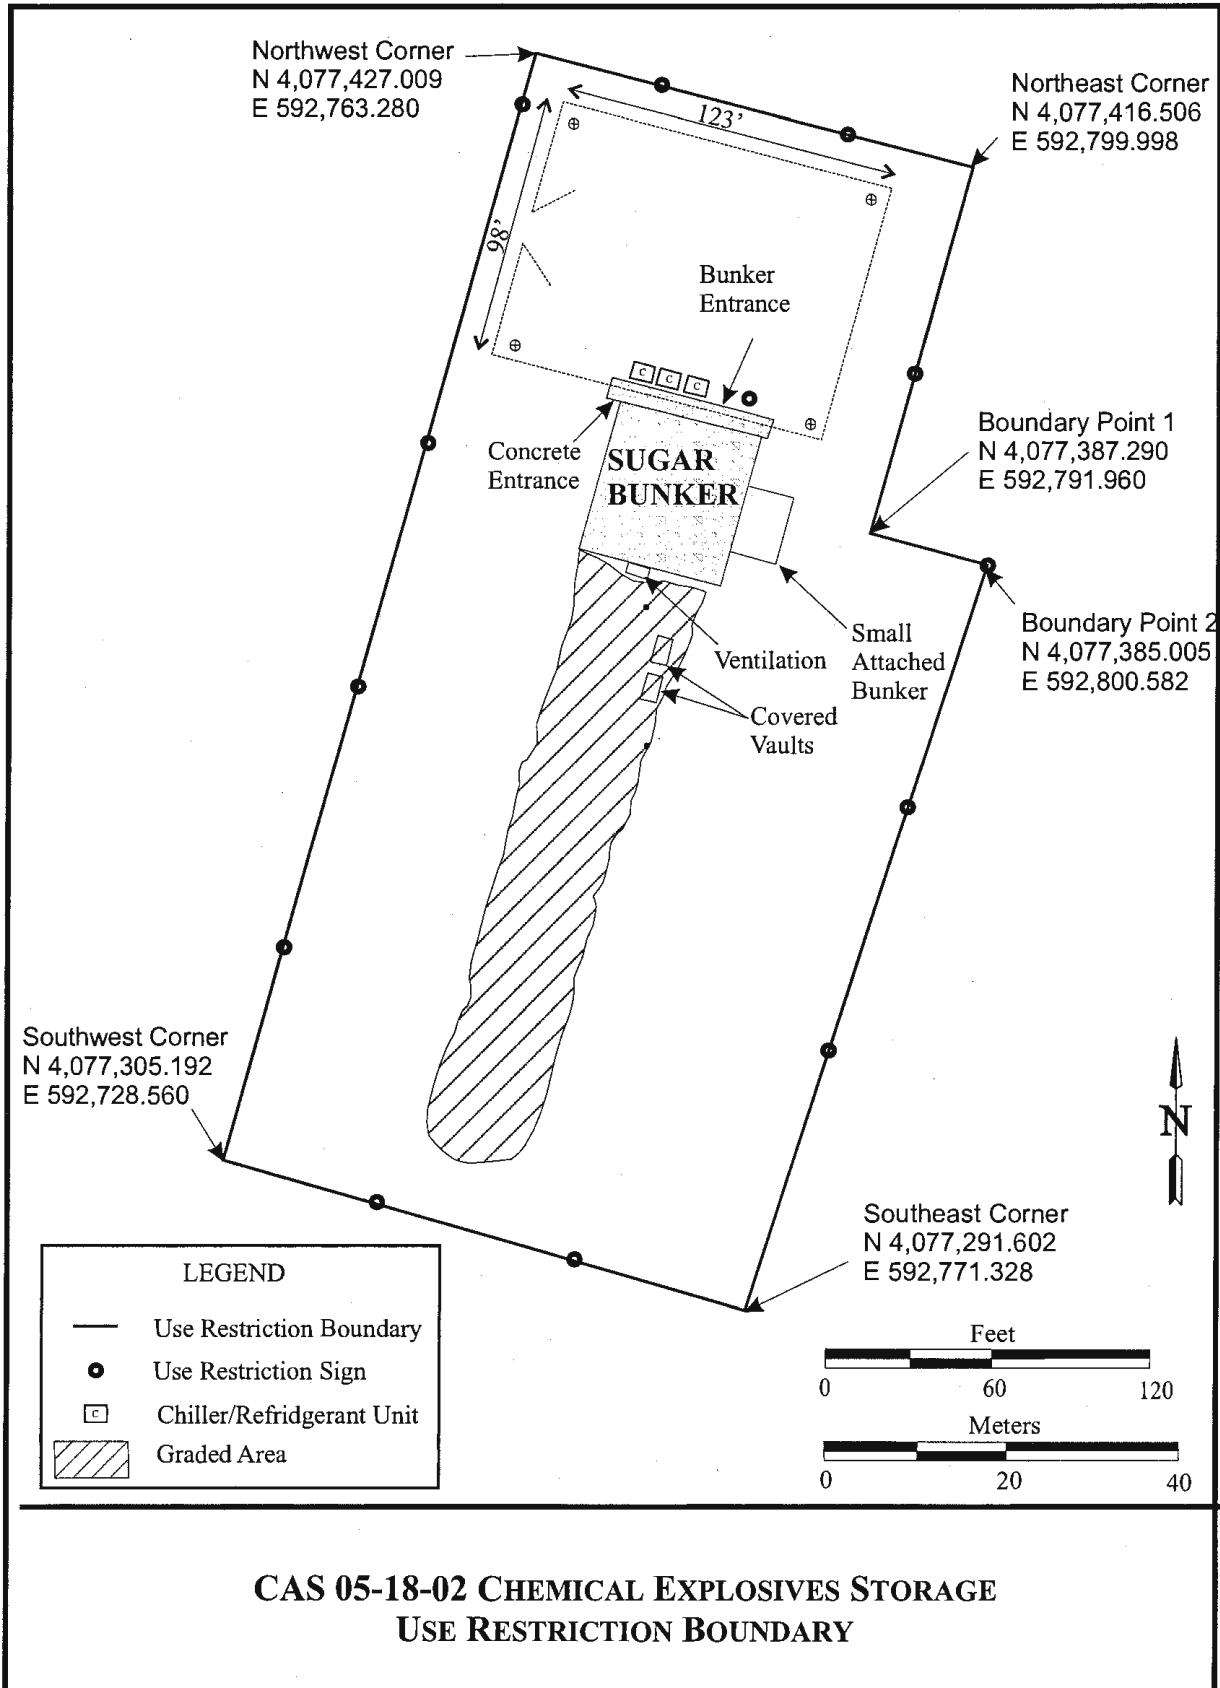 Northwest Corner
N 4,077,427.009
E 592,763.280
Northeast Corner
N 4,077,416.506
E 592,799.998
123'
98'
Bunker
Entrance
c c c
Concrete
Entrance
SUGAR
BUNKER
Boundary Point 1
N 4,077,387.290
E 592,791.960
Boundary Point 2
N 4,077,385.005
E 592,800.582
Small
Attached
Bunker
Ventilation
Covered
Vaults
Southwest Corner
N 4,077,305.192
E 592,728.560
N
Southeast Corner
N 4,077,291.602
E 592,771.328
LEGEND
Use Restriction Boundary
Use Restriction Sign
c Chiller/Refridgerant Unit
Graded Area
Feet
0 60 120
Meters
0 20 40
CAS 05-18-02 CHEMICAL EXPLOSIVES STORAGE
USE RESTRICTION BOUNDARY